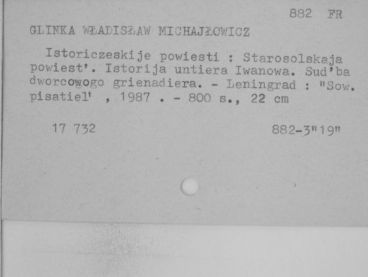 882 FR
GLINKA WŁADISŁAW MICHAJŁOWICZ
Istoriczeskije powiesti : Starosolskaja
powiest'. Istorija untiera Iwanowa. Sud'ba
dworcowogo grienadiera. - Leningrad : "Sow.
pisatiel' , 1987 . - 800 s., 22 cm
17 732 882-3"19"